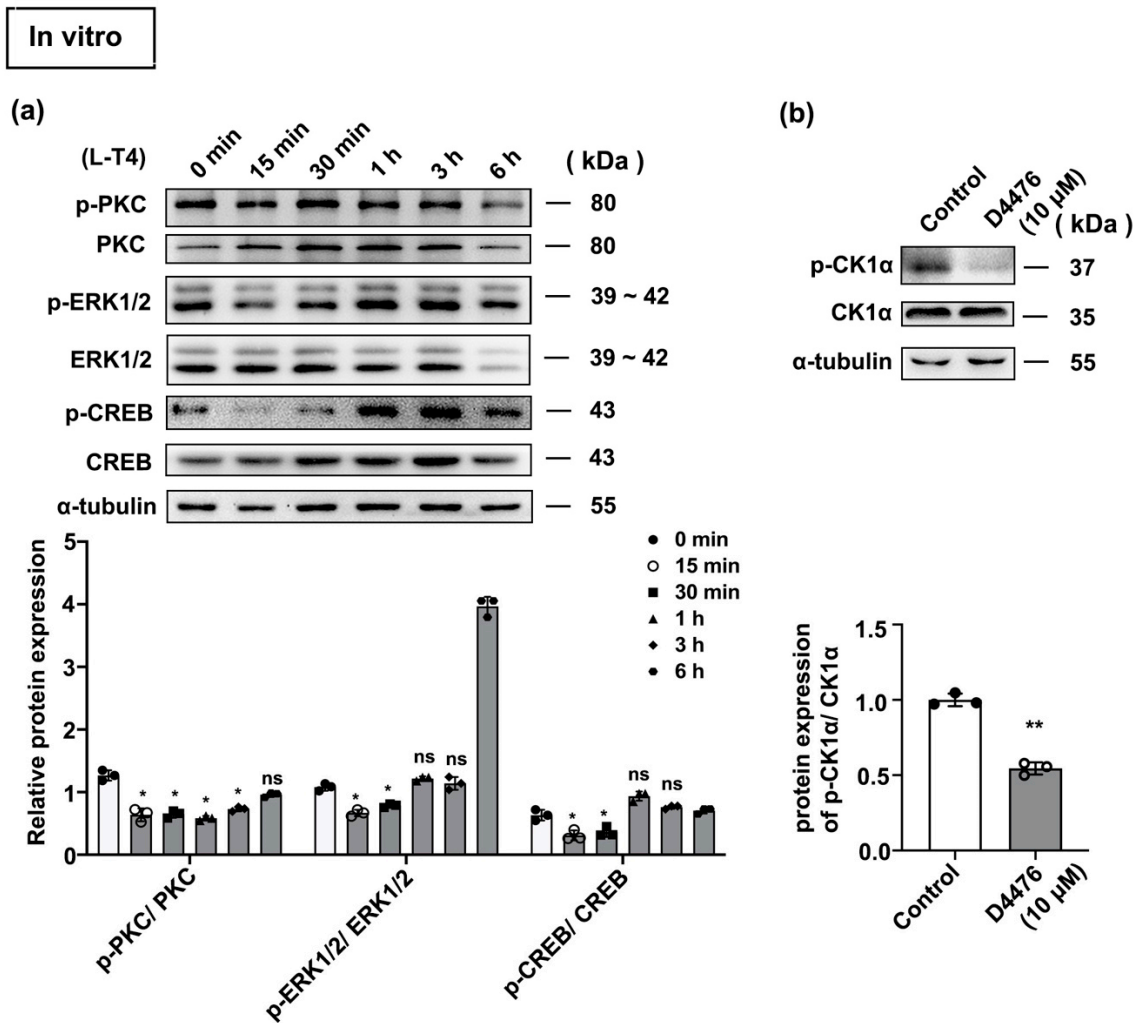 In vitro
(a)
(L-T4) 0 min 15 min 30 min 1 h 3 h 6 h ( kDa )
p-PKC — 80
PKC — 80
p-ERK1/2 — 39 ~ 42
ERK1/2 — 39 ~ 42
p-CREB — 43
CREB — 43
α-tubulin — 55
Relative protein expression
5
4
3
2
1
0
0 min
15 min
30 min
1 h
3 h
6 h
* * * * ns
* * ns ns
* * ns ns
p-PKC/ PKC
p-ERK1/2/ ERK1/2
p-CREB/ CREB
(b)
Control D4476 (10 μM) ( kDa )
p-CK1α — 37
CK1α — 35
α-tubulin — 55
protein expression
of p-CK1α/ CK1α
1.5
1.0
0.5
0.0
**
Control
D4476
(10 μM)